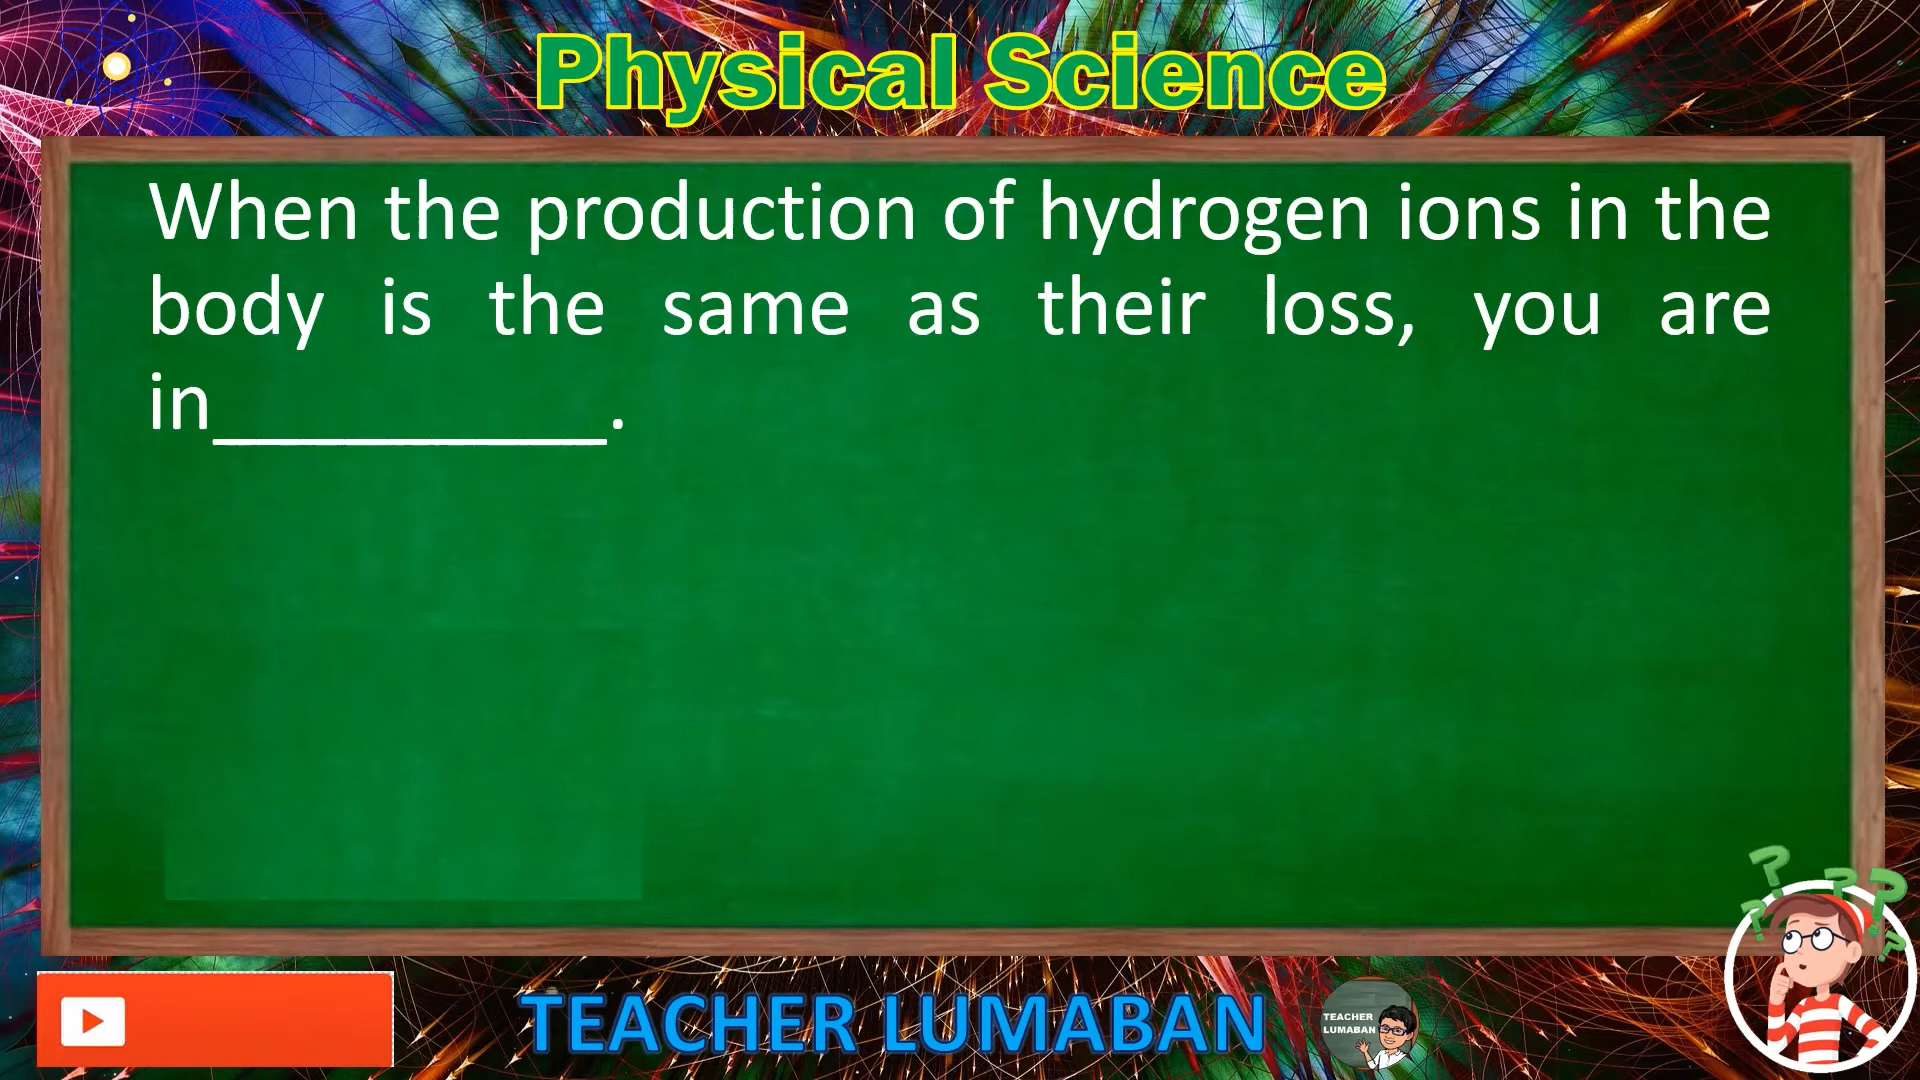 Physical Science
When the production of hydrogen ions in the
body is the same as their loss, you are
in__________.
TEACHER LUMABAN
TEACHER
LUMABAN